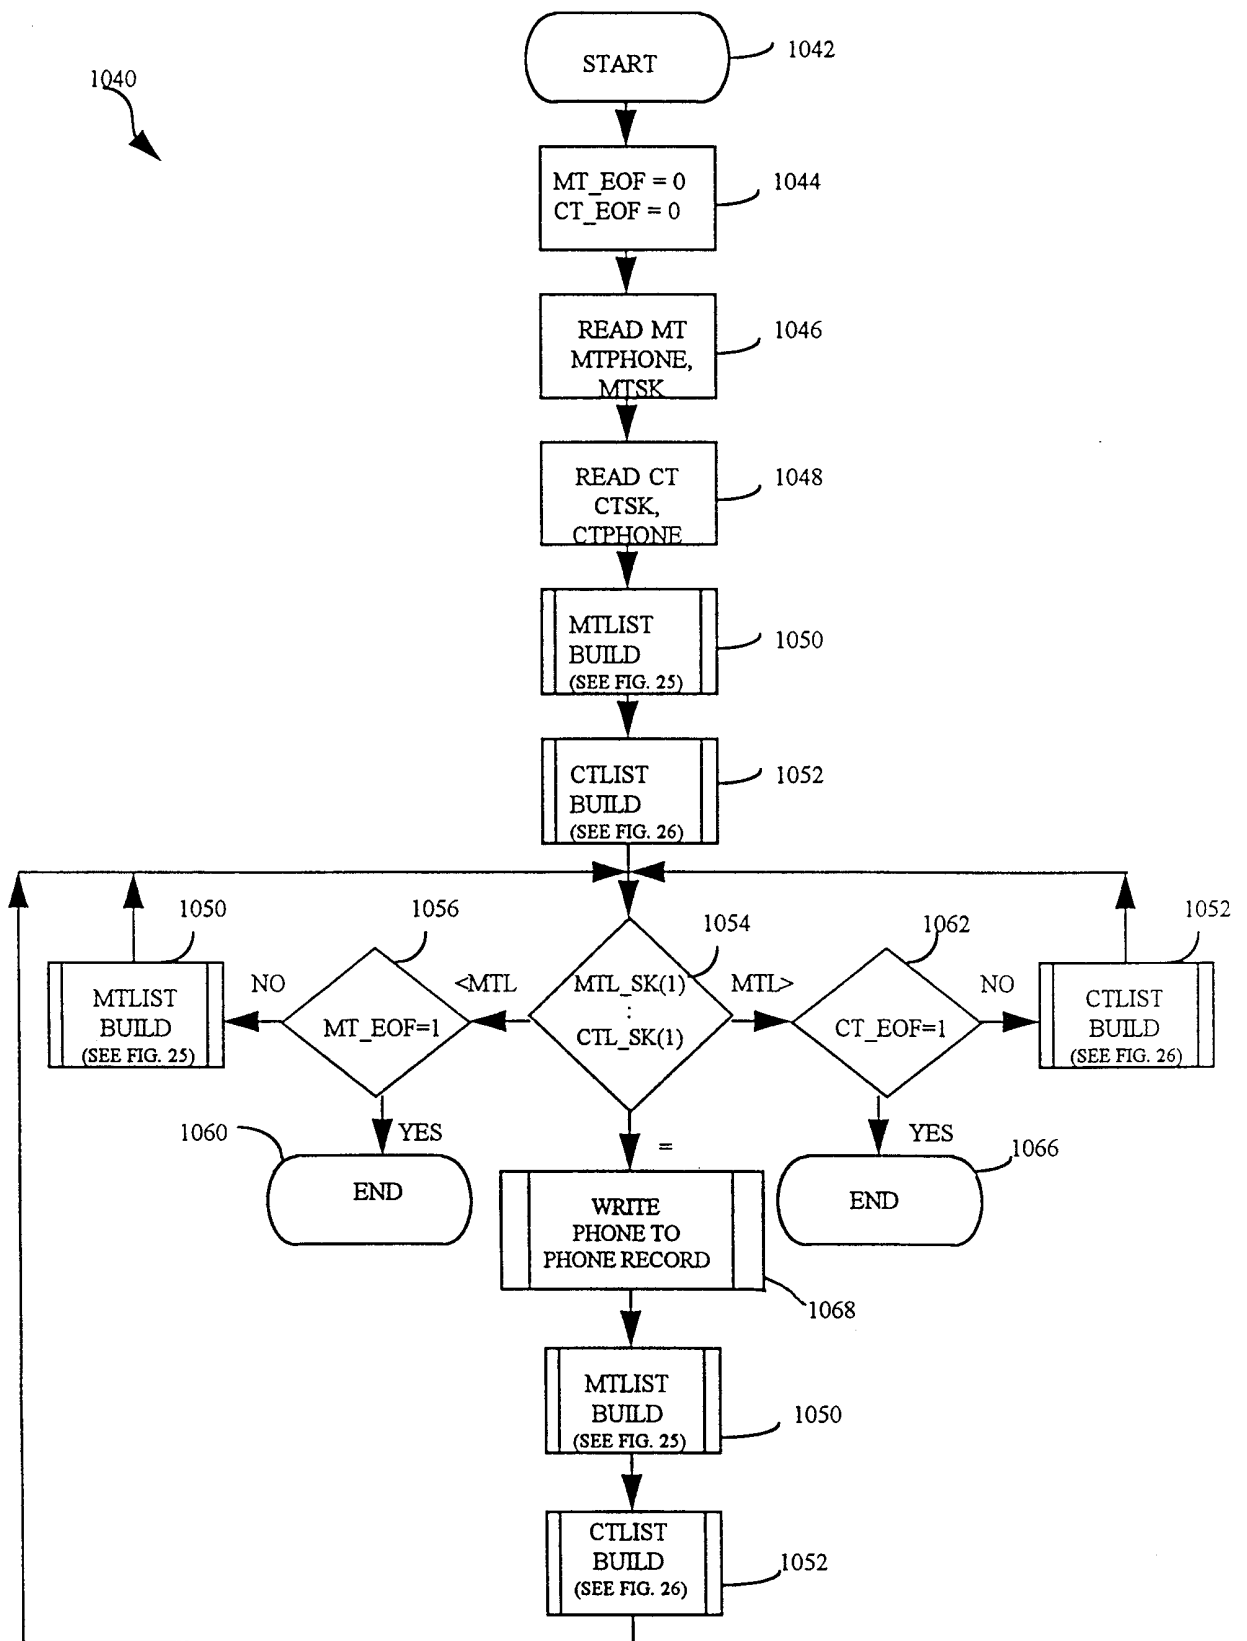 START
1042
1040
MT_EOF = 0
CT_EOF = 0
1044
READ MT
MTPHONE,
MTSK
1046
READ CT
CTSK,
CTPHONE
1048
MTLIST
BUILD
(SEE FIG. 25)
1050
CTLIST
BUILD
(SEE FIG. 26)
1052
1050
MTLIST
BUILD
(SEE FIG. 25)
NO
1056
MT_EOF=1
<MTL
1054
MTL_SK(1)
:
CTL_SK(1)
MTL>
1062
CT_EOF=1
NO
1052
CTLIST
BUILD
(SEE FIG. 26)
YES
1060
END
=
YES
1066
END
WRITE
PHONE TO
PHONE RECORD
1068
MTLIST
BUILD
(SEE FIG. 25)
1050
CTLIST
BUILD
(SEE FIG. 26)
1052